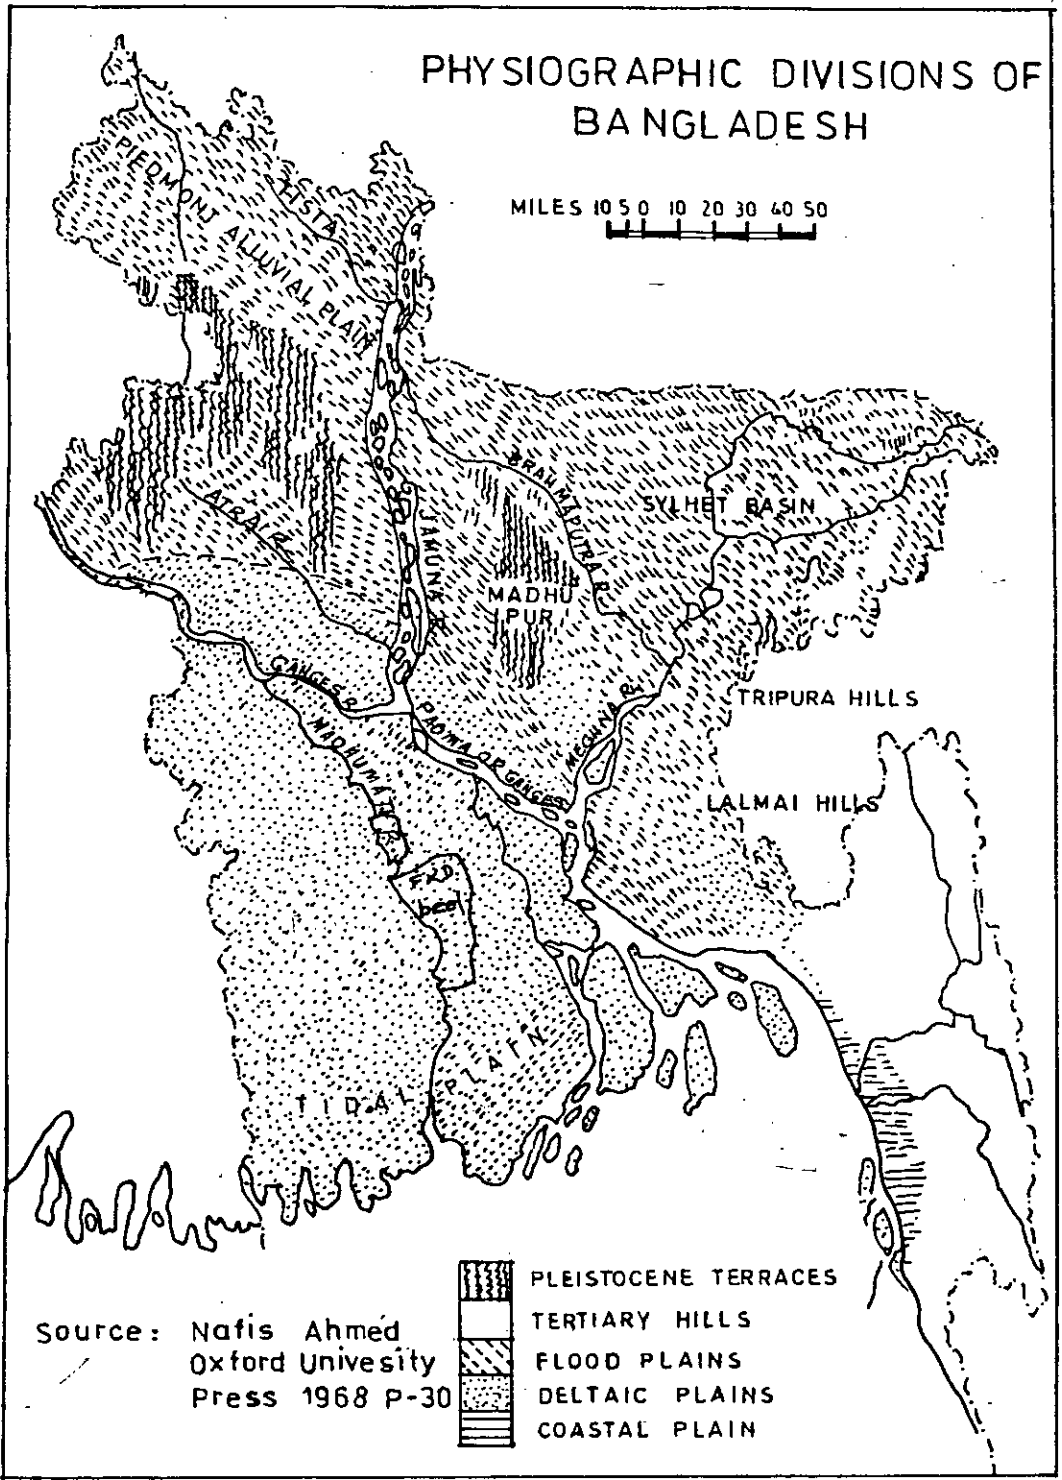 PHYSIOGRAPHIC DIVISIONS OF
BANGLADESH
MILES 10 5 0 10 20 30 40 50
PIEDMONT ALLUVIAL PLAIN
TISTA
ATRAI R.
JAMUNA R.
BRAHMAPUTRA R.
SYLHET BASIN
MADHU
PUR
GANGES R.
MADHUMATI R.
PADMA OR GANGES
MEGHNA R.
TRIPURA HILLS
LALMAI HILLS
TIDAL PLAIN
PLEISTOCENE TERRACES
TERTIARY HILLS
FLOOD PLAINS
DELTAIC PLAINS
COASTAL PLAIN
Source: Nafis Ahmed
Oxford Univesity
Press 1968 P-30